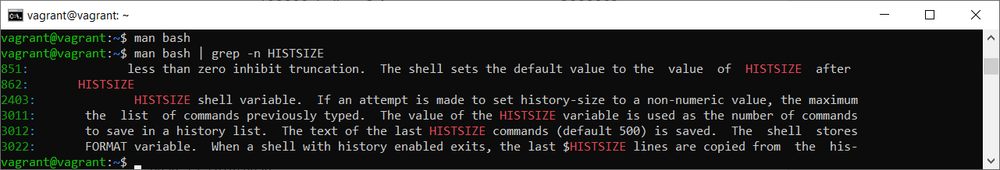 vagrant@vagrant: ~
vagrant@vagrant:~$ man bash
vagrant@vagrant:~$ man bash | grep -n HISTSIZE
851:              less than zero inhibit truncation.  The shell sets the default value to the  value  of  HISTSIZE  after
862:       HISTSIZE
2403:              HISTSIZE shell variable.  If an attempt is made to set history-size to a non-numeric value, the maximum
3011:       the  list  of commands previously typed.  The value of the HISTSIZE variable is used as the number of commands
3012:       to save in a history list.  The text of the last HISTSIZE commands (default 500) is saved.  The  shell  stores
3022:       FORMAT variable.  When a shell with history enabled exits, the last $HISTSIZE lines are copied from  the  his-
vagrant@vagrant:~$